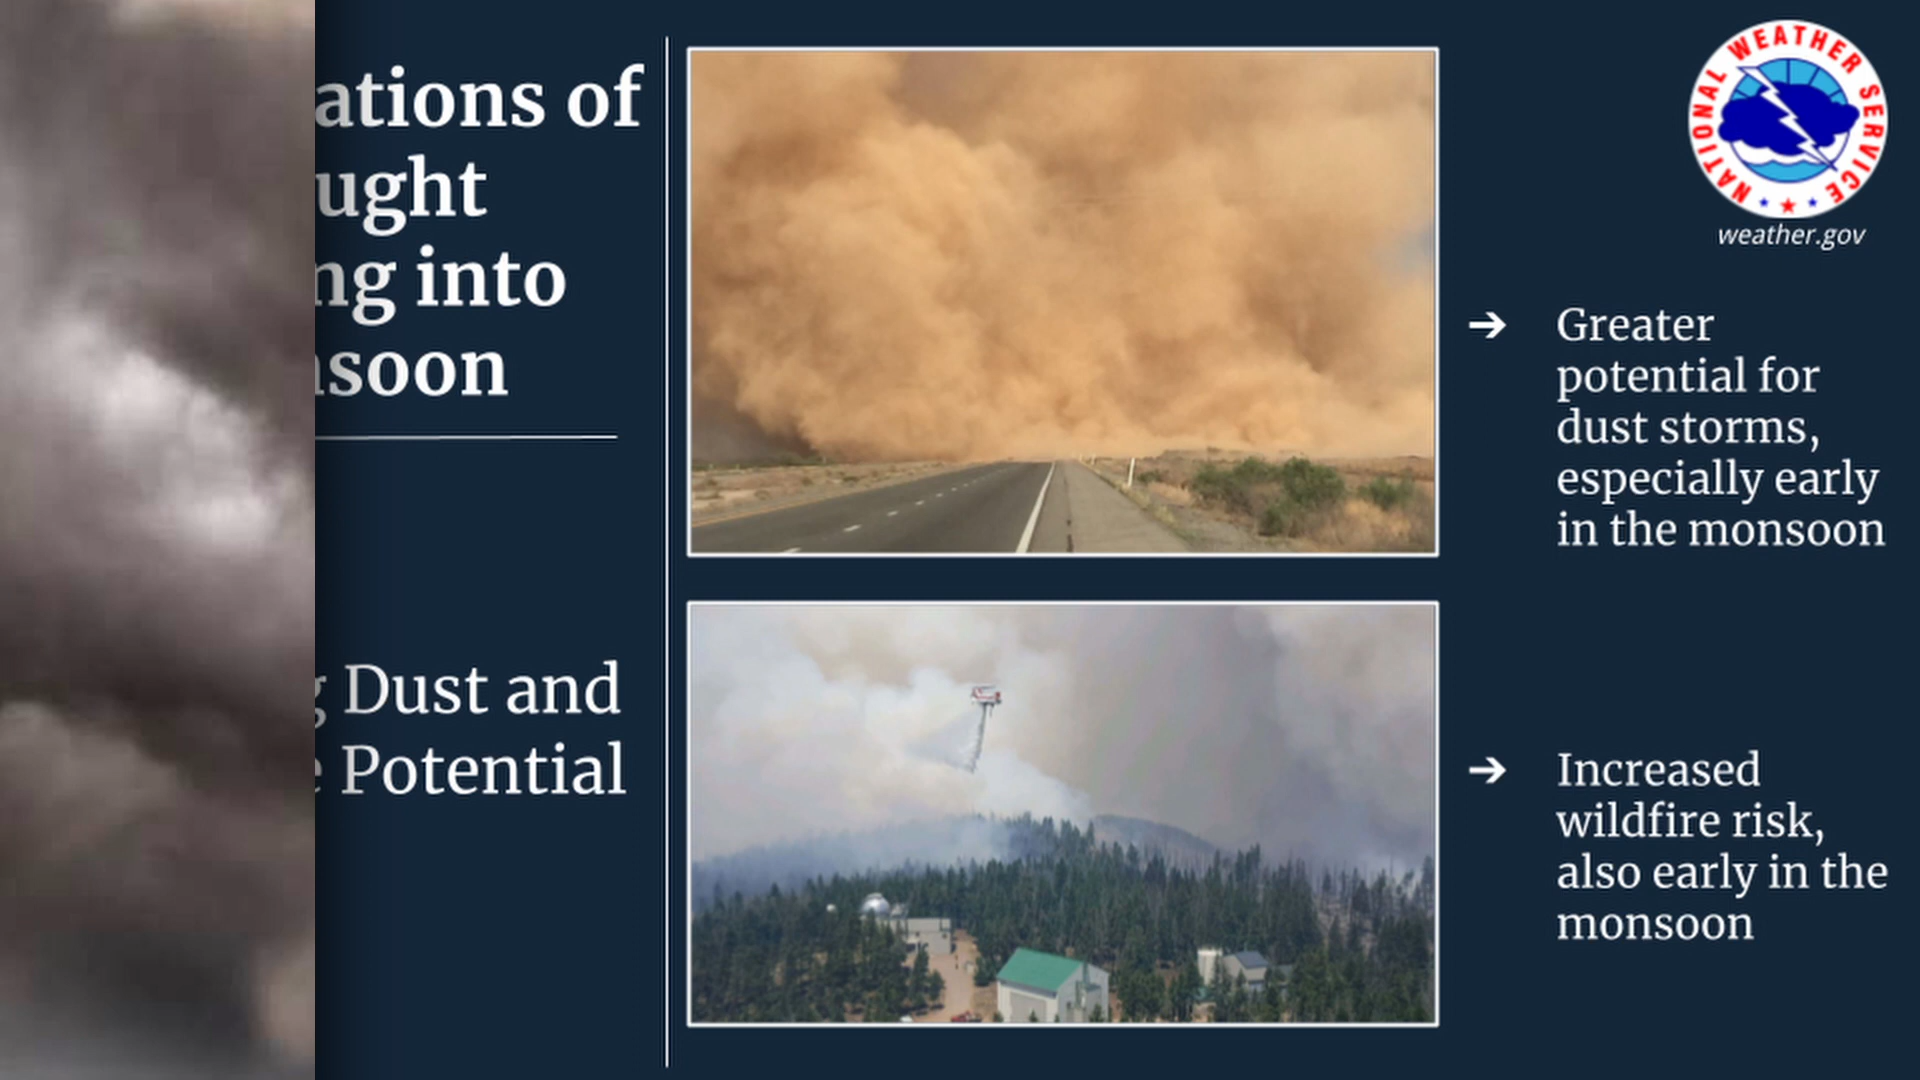 ations of
ught
ng into
nsoon
g Dust and
e Potential
NATIONAL WEATHER SERVICE
weather.gov
➔ Greater
potential for
dust storms,
especially early
in the monsoon
➔ Increased
wildfire risk,
also early in the
monsoon